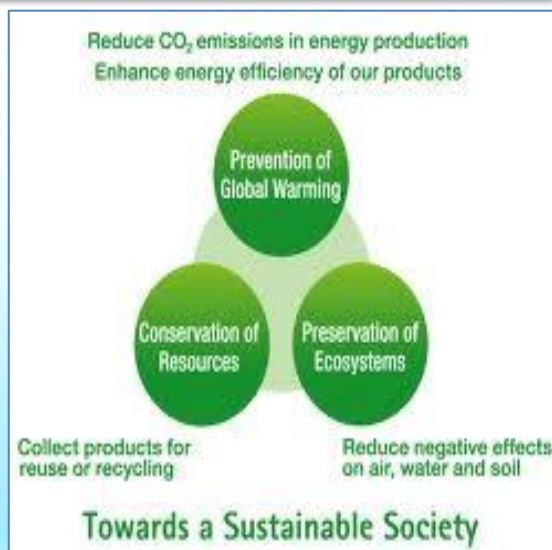 Reduce CO₂ emissions in energy production
Enhance energy efficiency of our products
Prevention of
Global Warming
Conservation of
Resources
Preservation of
Ecosystems
Collect products for
reuse or recycling
Reduce negative effects
on air, water and soil
Towards a Sustainable Society